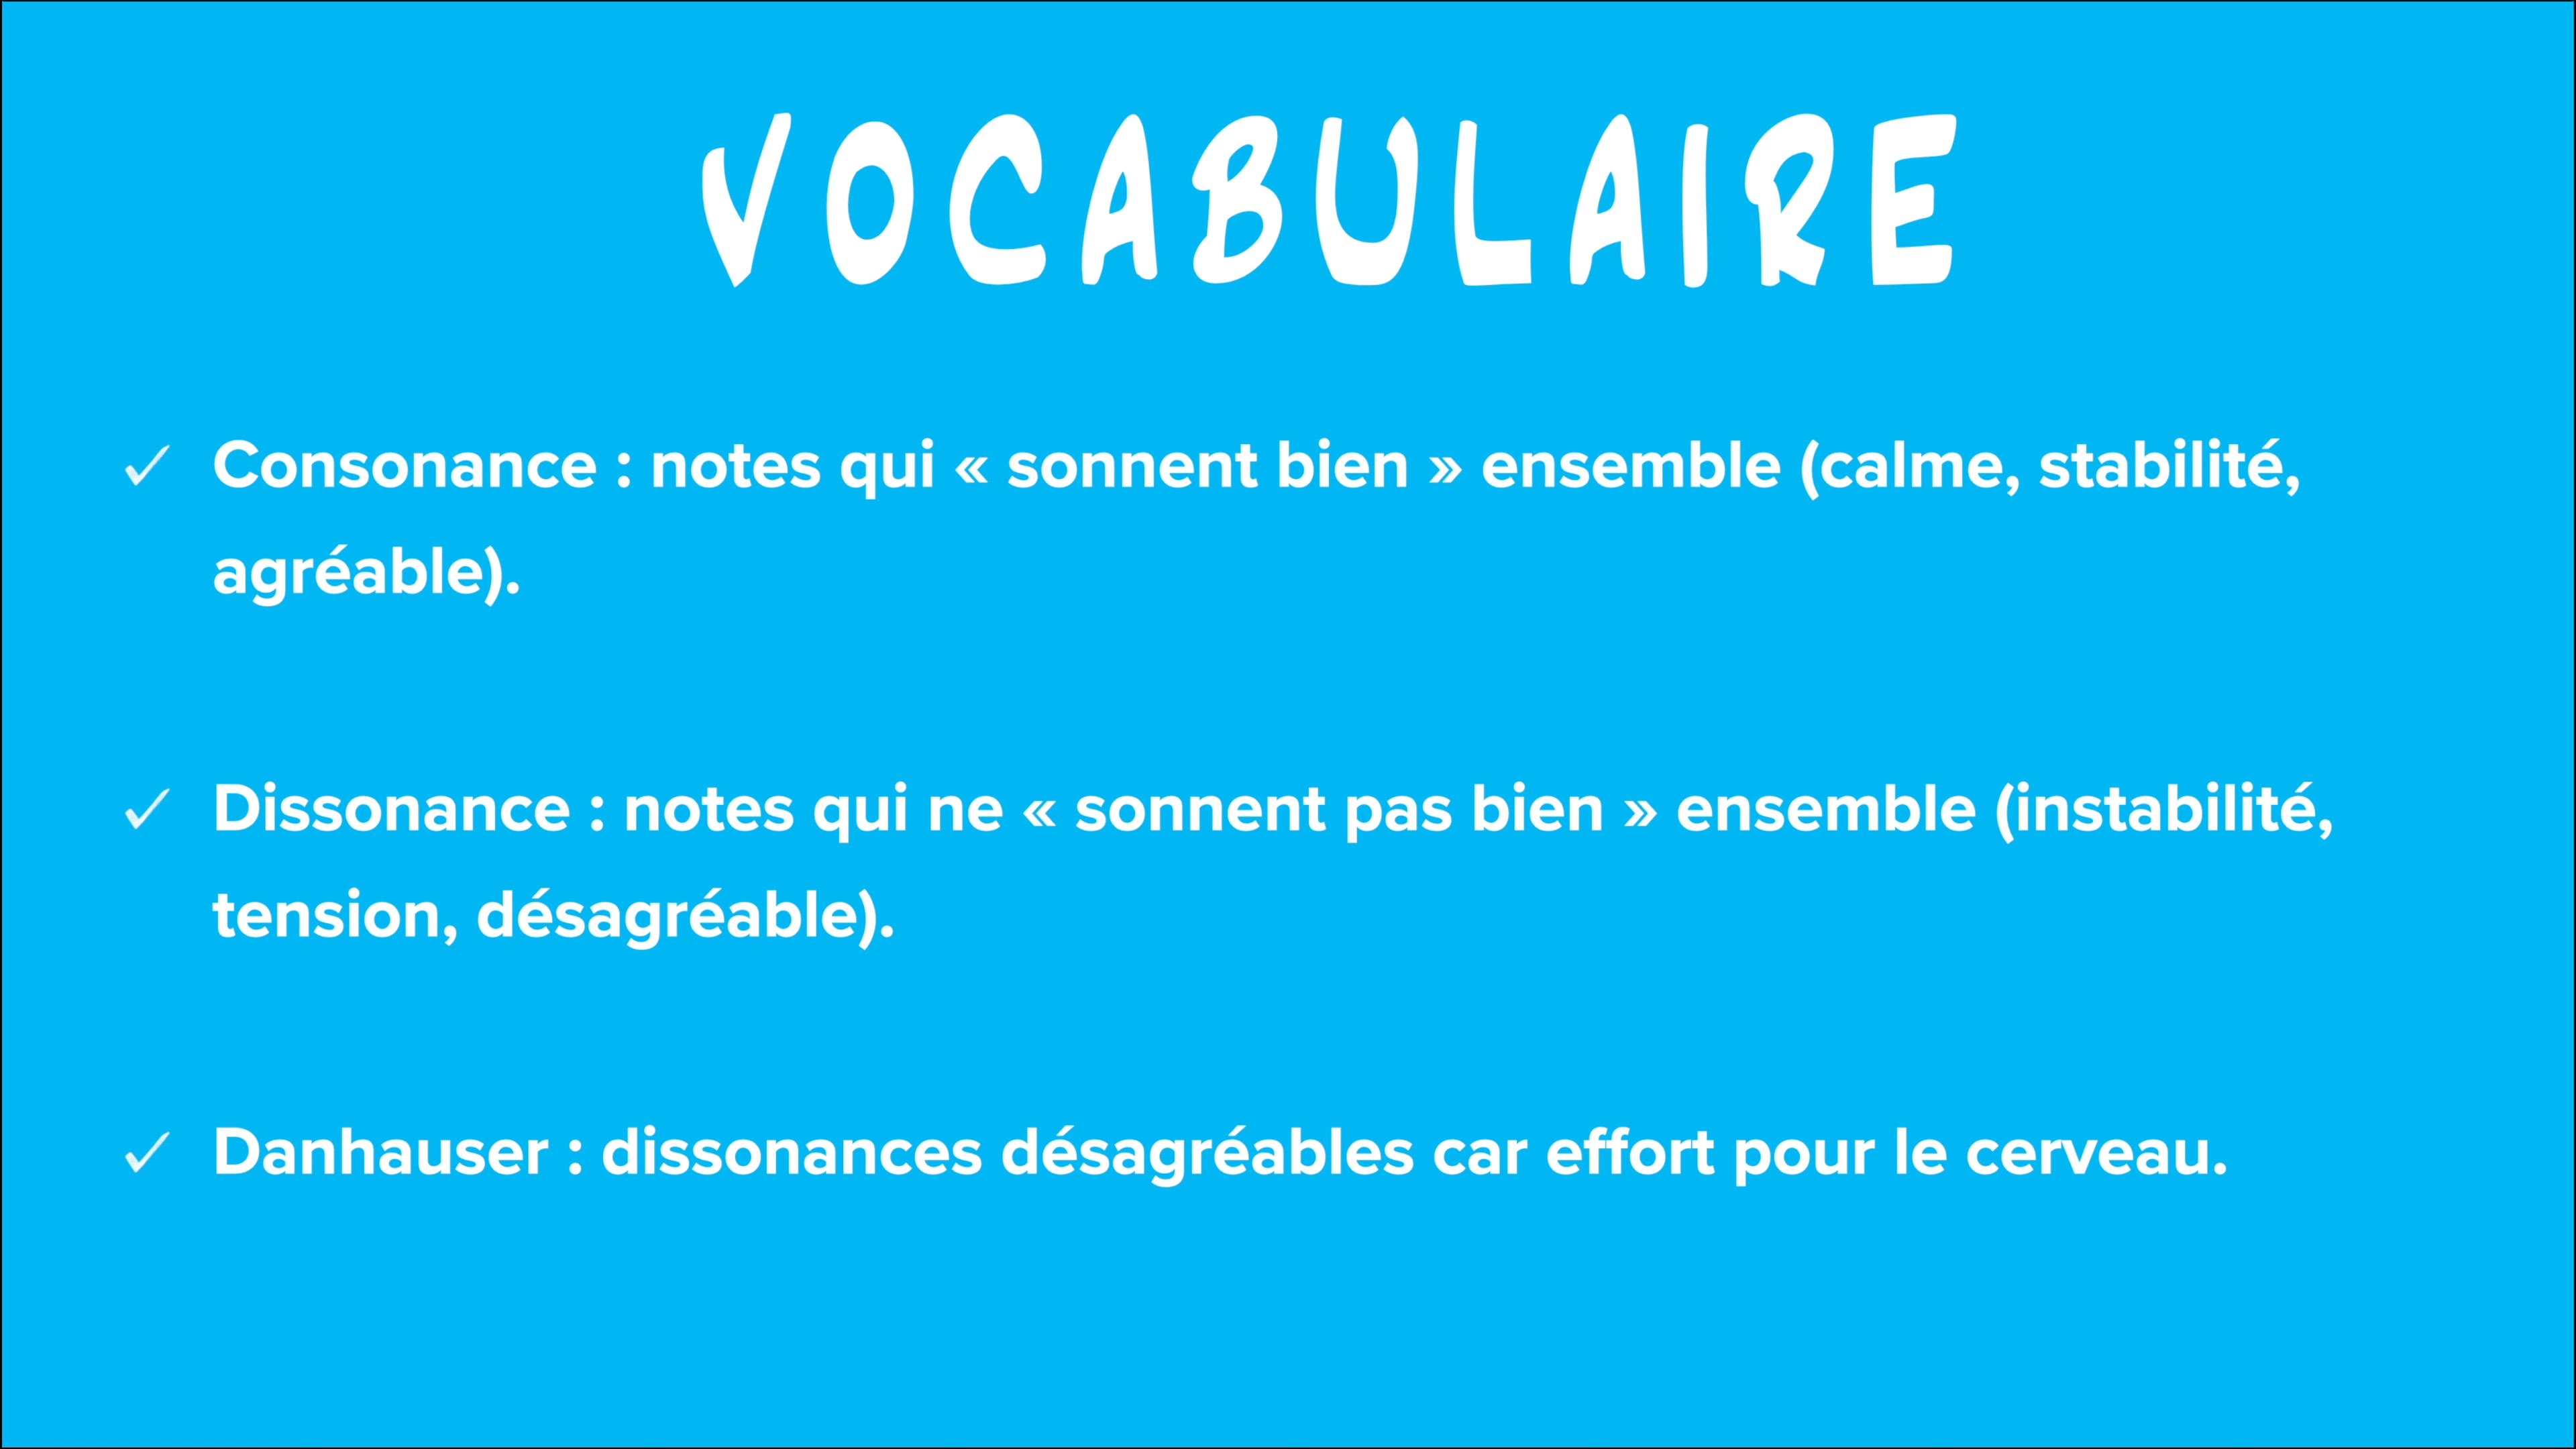 VOCABULAIRE
✓ Consonance : notes qui « sonnent bien » ensemble (calme, stabilité,
agréable).
✓ Dissonance : notes qui ne « sonnent pas bien » ensemble (instabilité,
tension, désagréable).
✓ Danhauser : dissonances désagréables car effort pour le cerveau.